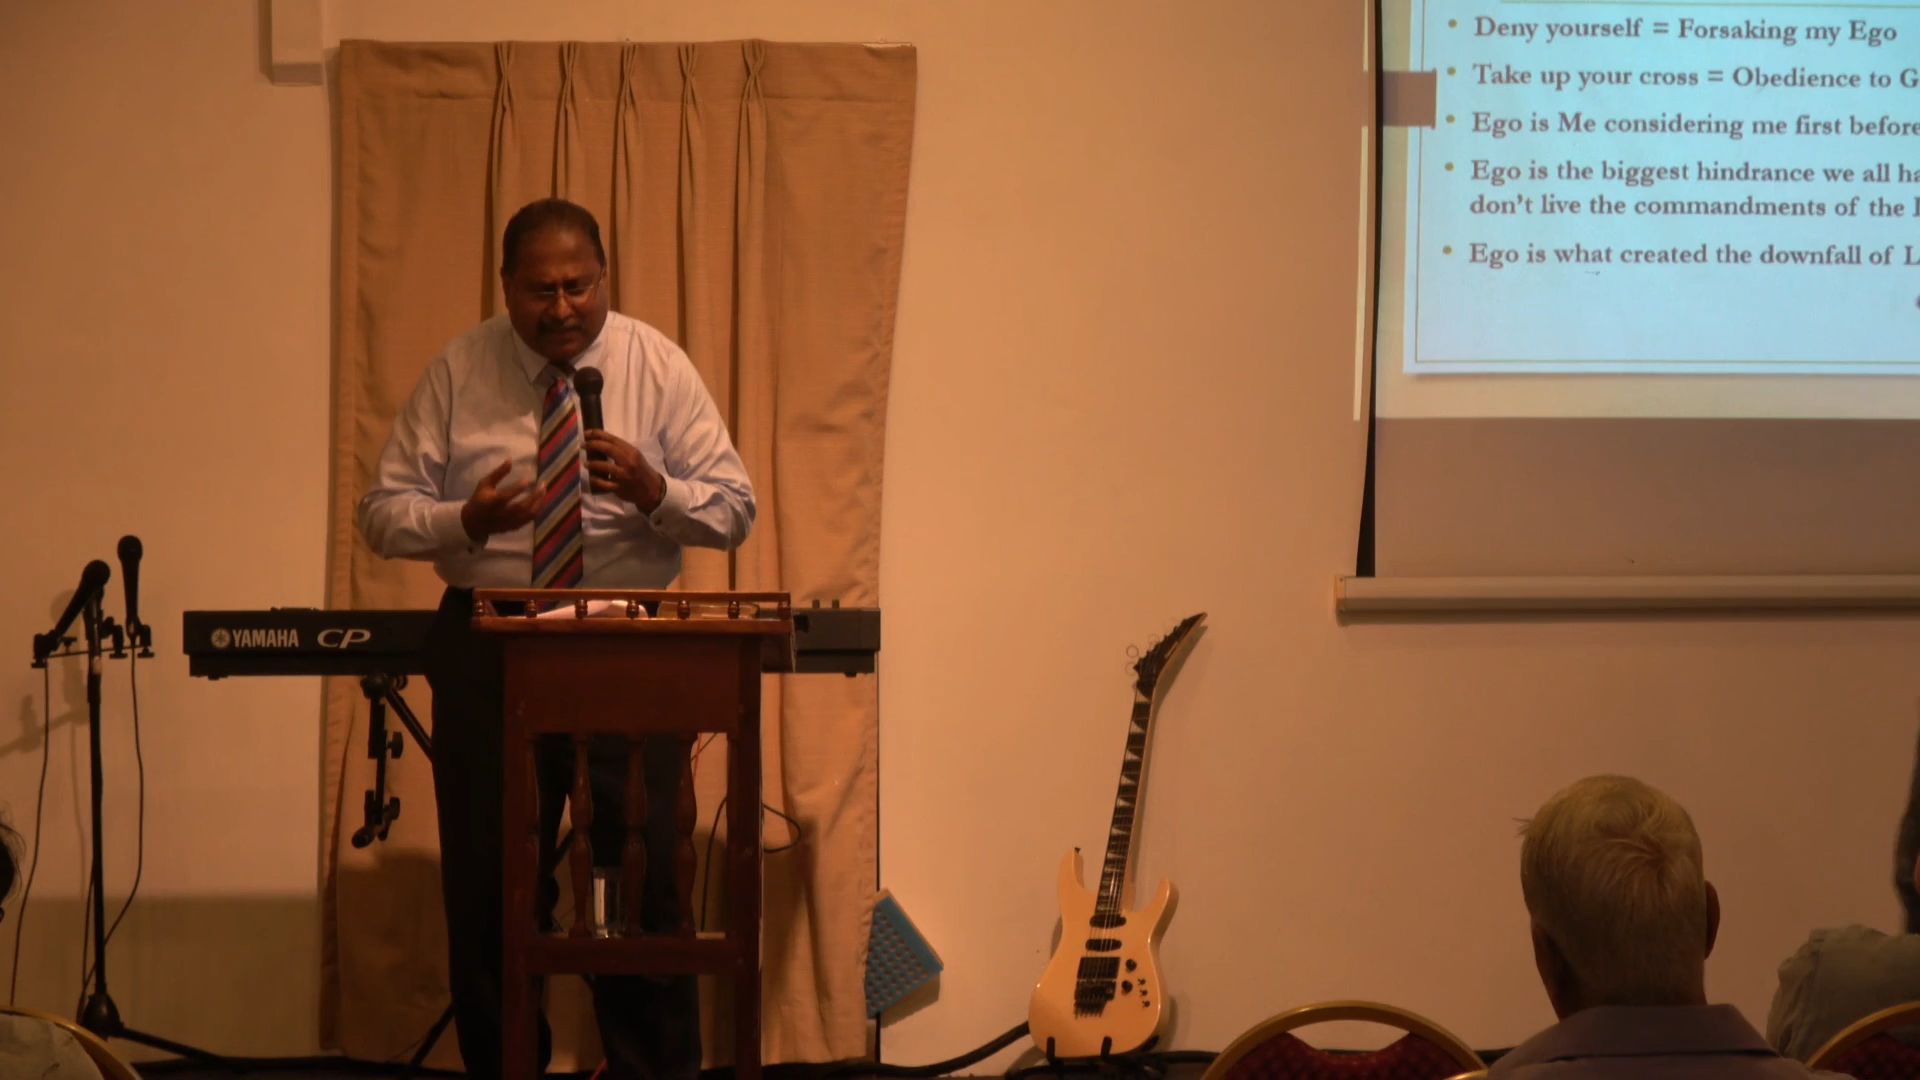 Deny yourself = Forsaking my Ego
Take up your cross = Obedience to G
Ego is Me considering me first before
Ego is the biggest hindrance we all ha
don't live the commandments of the
Ego is what created the downfall of L
YAMAHA CP